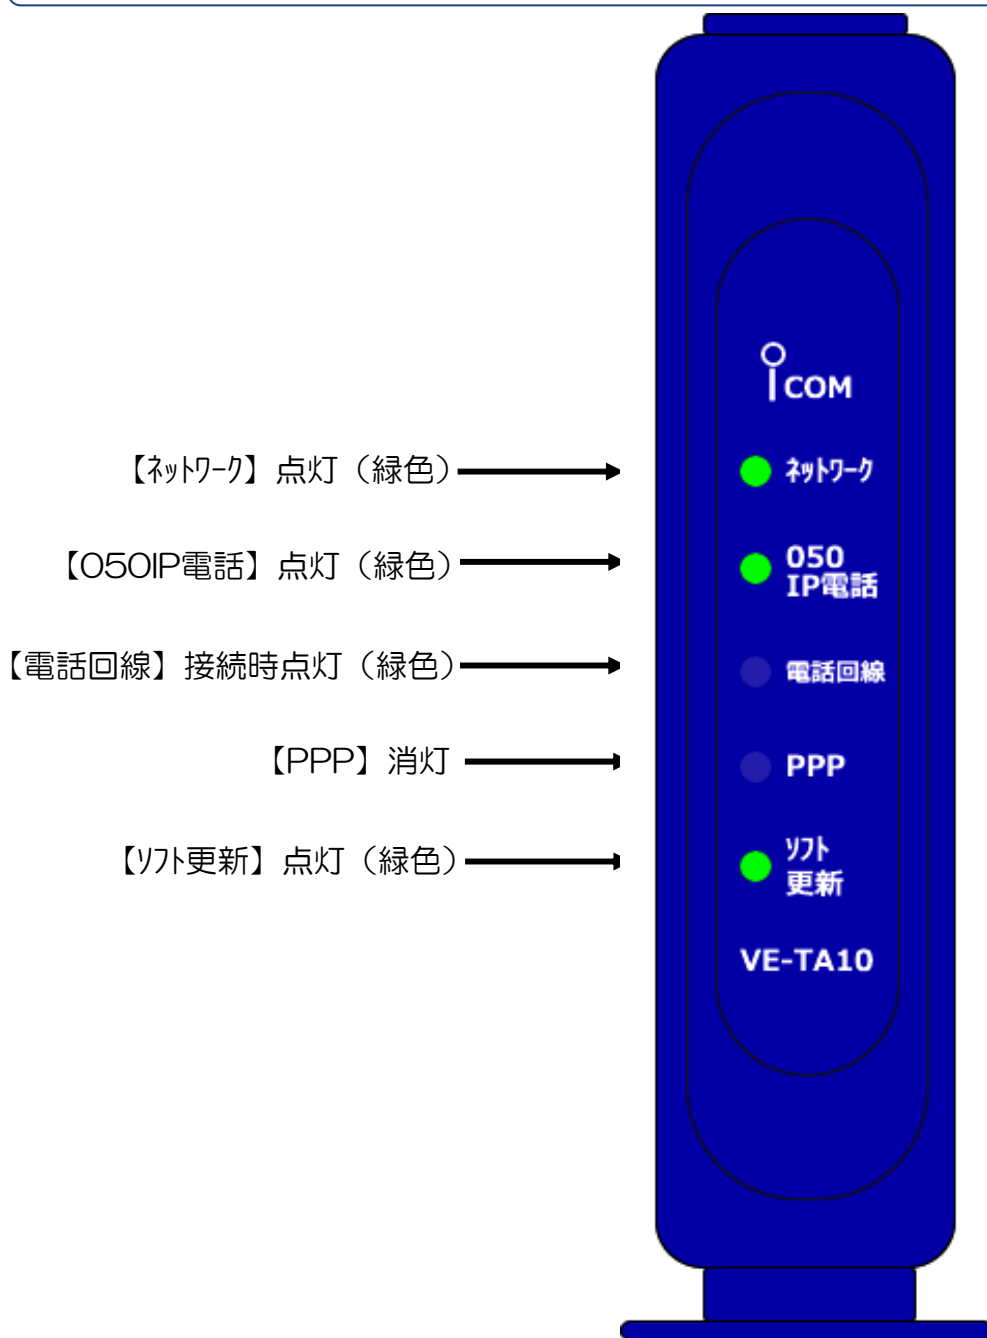 iCOM
【ﾈｯﾄﾜｰｸ】点灯（緑色）
ﾈｯﾄﾜｰｸ
【050IP電話】点灯（緑色）
050
IP電話
【電話回線】接続時点灯（緑色）
電話回線
【PPP】消灯
PPP
【ｿﾌﾄ更新】点灯（緑色）
ｿﾌﾄ
更新
VE-TA10